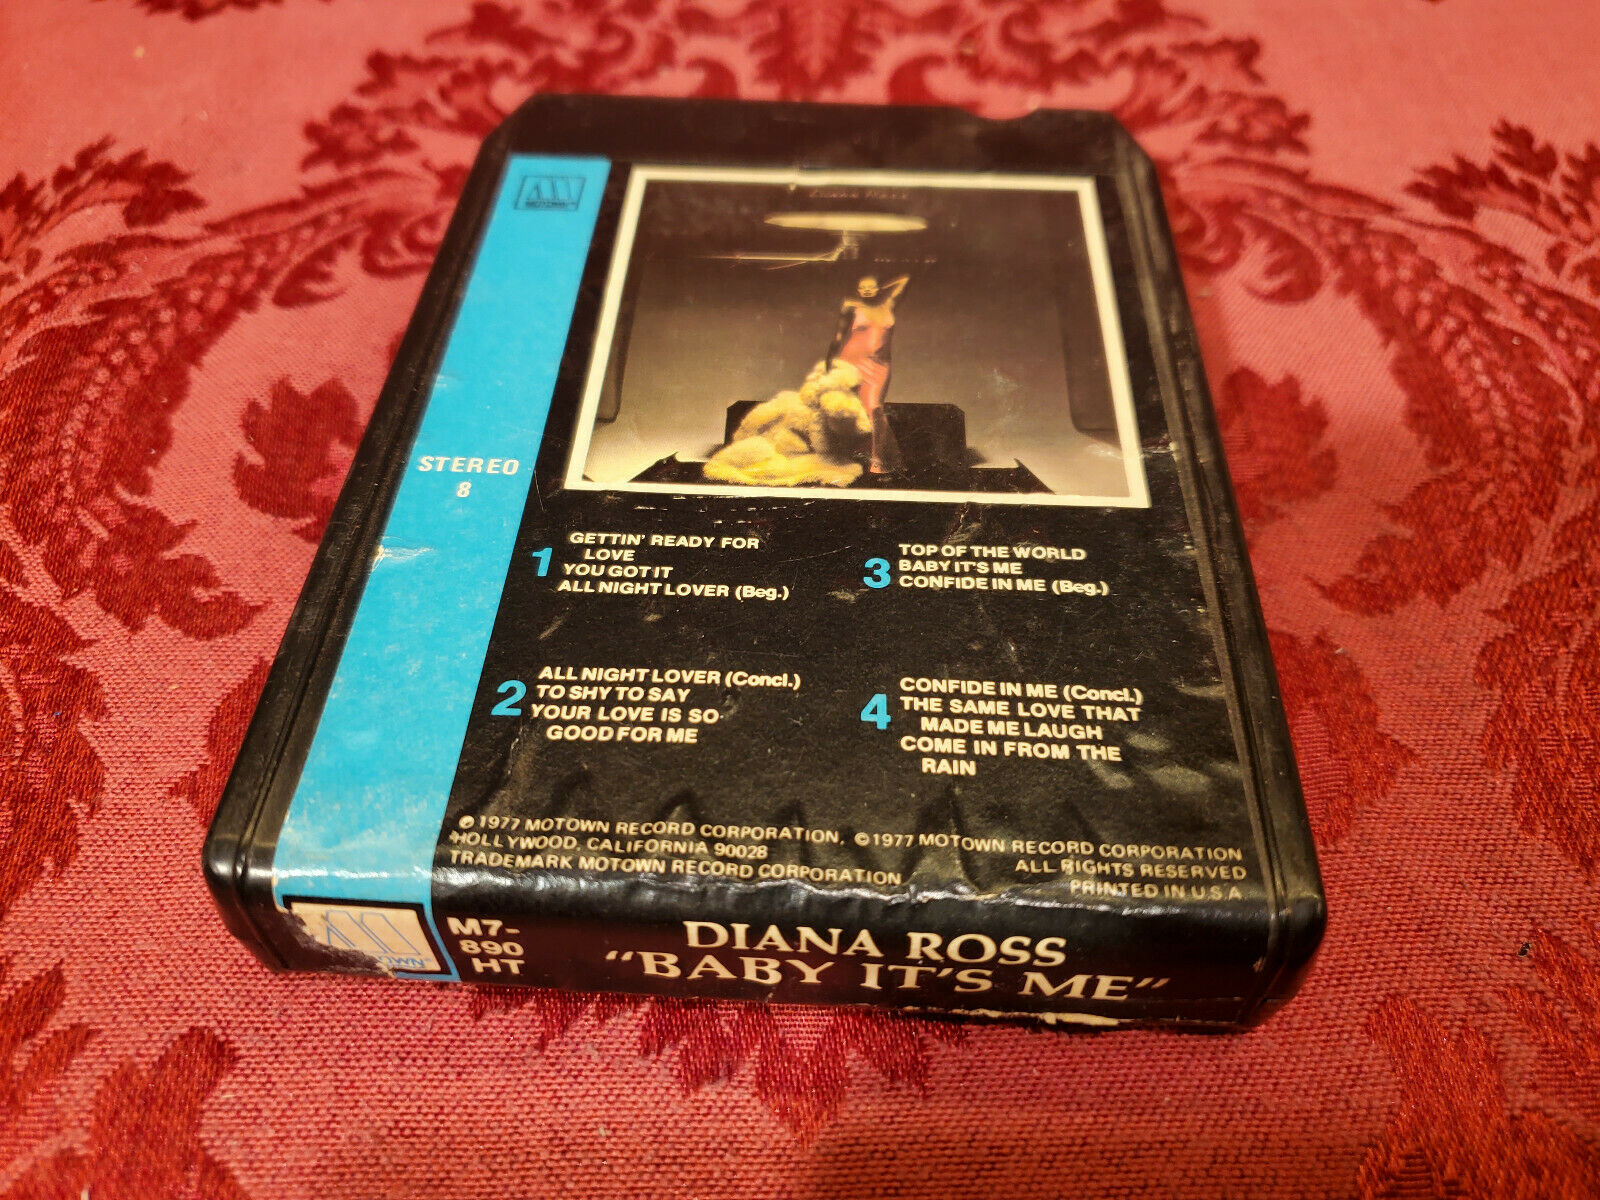 MOTOWN
STEREO
8
1
GETTIN' READY FOR
LOVE
YOU GOT IT
ALL NIGHT LOVER (Beg.)
2
ALL NIGHT LOVER (Concl.)
TO SHY TO SAY
YOUR LOVE IS SO
GOOD FOR ME
3
TOP OF THE WORLD
BABY IT'S ME
CONFIDE IN ME (Beg.)
4
CONFIDE IN ME (Concl.)
THE SAME LOVE THAT
MADE ME LAUGH
COME IN FROM THE
RAIN
℗ 1977 MOTOWN RECORD CORPORATION,
HOLLYWOOD, CALIFORNIA 90028
TRADEMARK MOTOWN RECORD CORPORATION
© 1977 MOTOWN RECORD CORPORATION
ALL RIGHTS RESERVED
PRINTED IN U.S.A
M7-
890
HT
DIANA ROSS
"BABY IT'S ME"